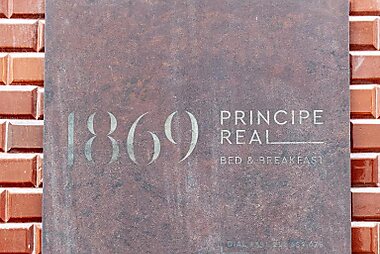 1869
PRINCIPE
REAL
BED & BREAKFAST
DIAL +351